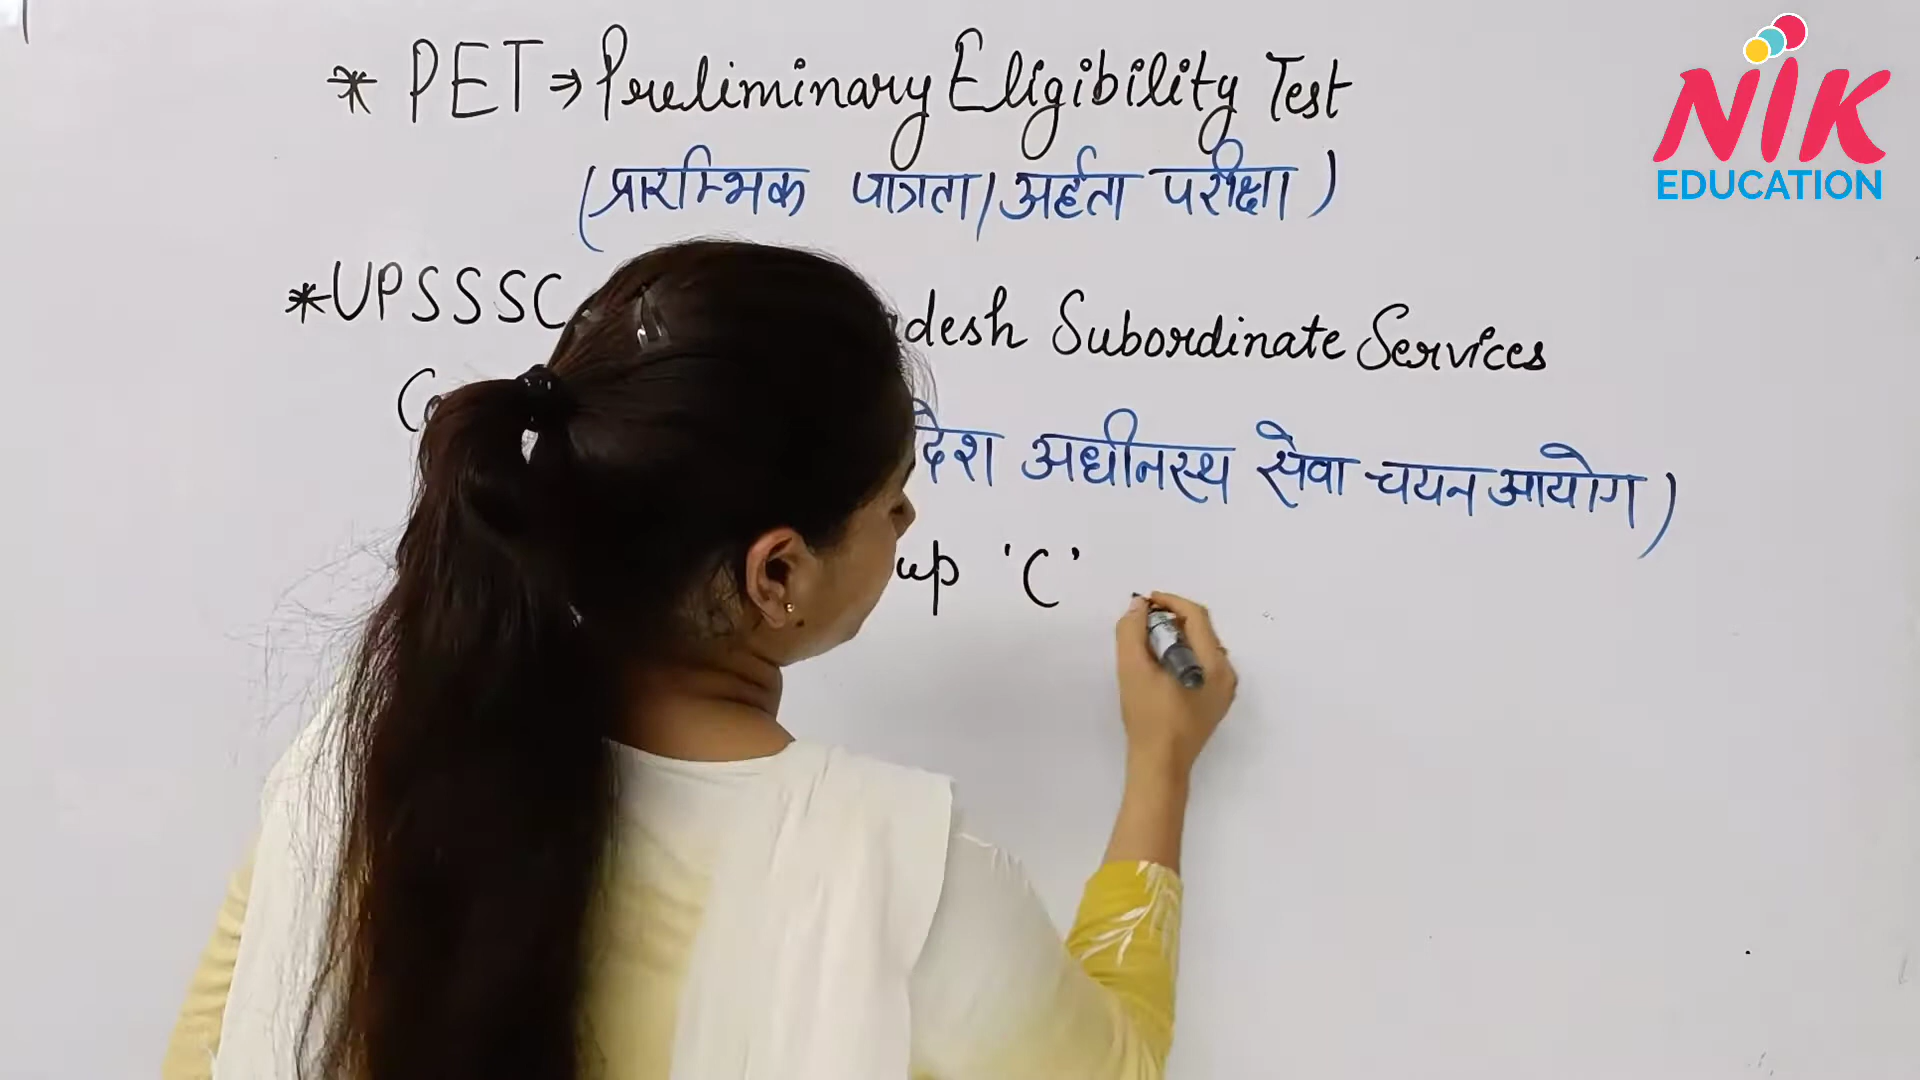 * PET ⇒ Preliminary Eligibility Test
(प्रारम्भिक पात्रता/अर्हता परीक्षा)
*UPSSSC desh Subordinate Services
देश अधीनस्थ सेवा चयन आयोग)
up 'C'
NIK
EDUCATION